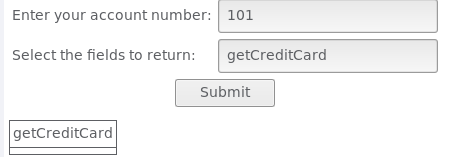 Enter your account number: 101
Select the fields to return: getCreditCard
Submit
getCreditCard